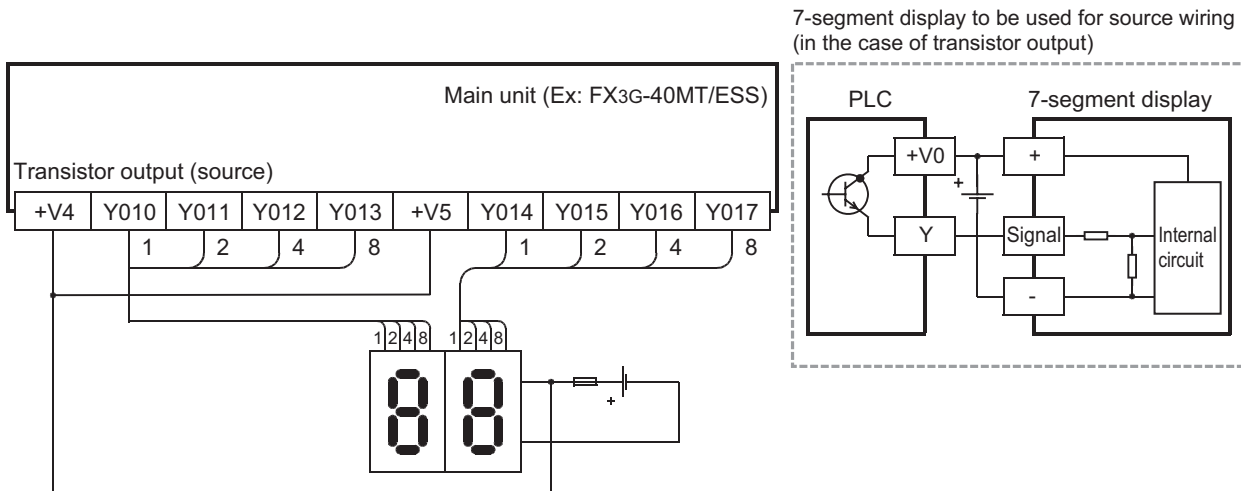 7-segment display to be used for source wiring
(in the case of transistor output)
Main unit (Ex: FX3G-40MT/ESS)
Transistor output (source)
+V4 Y010 Y011 Y012 Y013 +V5 Y014 Y015 Y016 Y017
1 2 4 8 1 2 4 8
1 2 4 8 1 2 4 8
8 8
+
PLC 7-segment display
+V0 +
+
Y Signal Internal
circuit
-